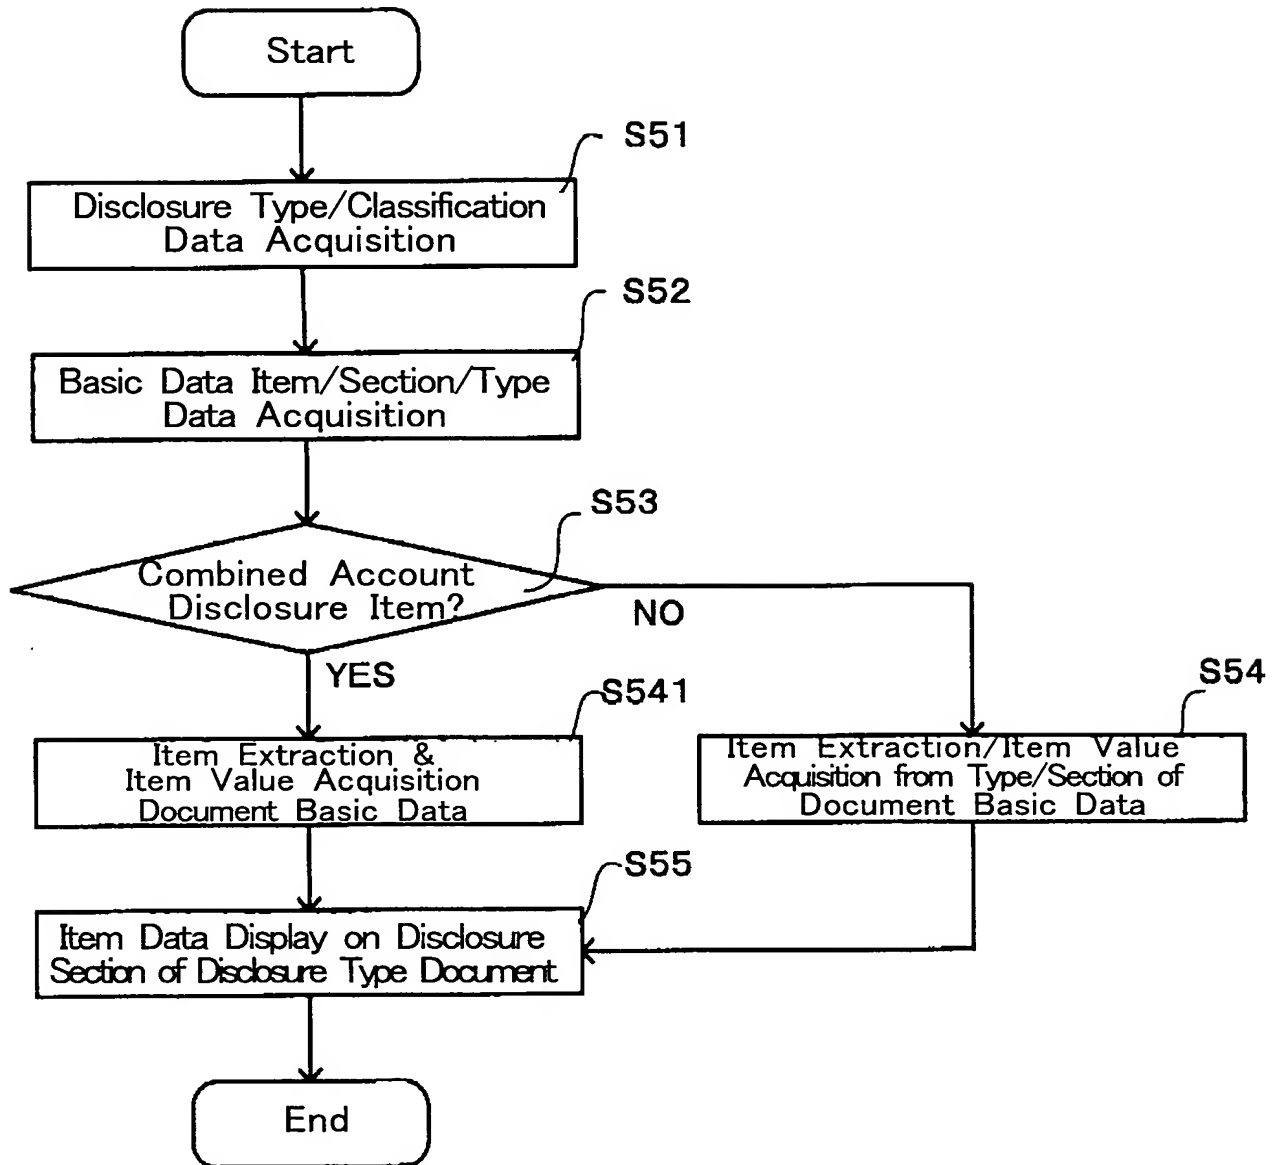 Start
S51
Disclosure Type/Classification
Data Acquisition
S52
Basic Data Item/Section/Type
Data Acquisition
S53
Combined Account
Disclosure Item?
NO
YES
S541
Item Extraction &
Item Value Acquisition
Document Basic Data
S54
Item Extraction/Item Value
Acquisition from Type/Section of
Document Basic Data
S55
Item Data Display on Disclosure
Section of Disclosure Type Document
End